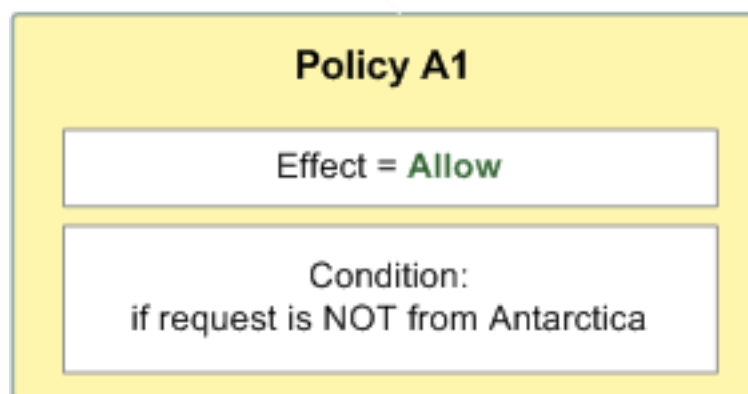 Policy A1
Effect = Allow
Condition:
if request is NOT from Antarctica